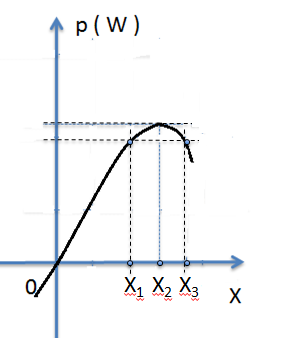 p ( W )
0
X₁ X₂ X₃
X